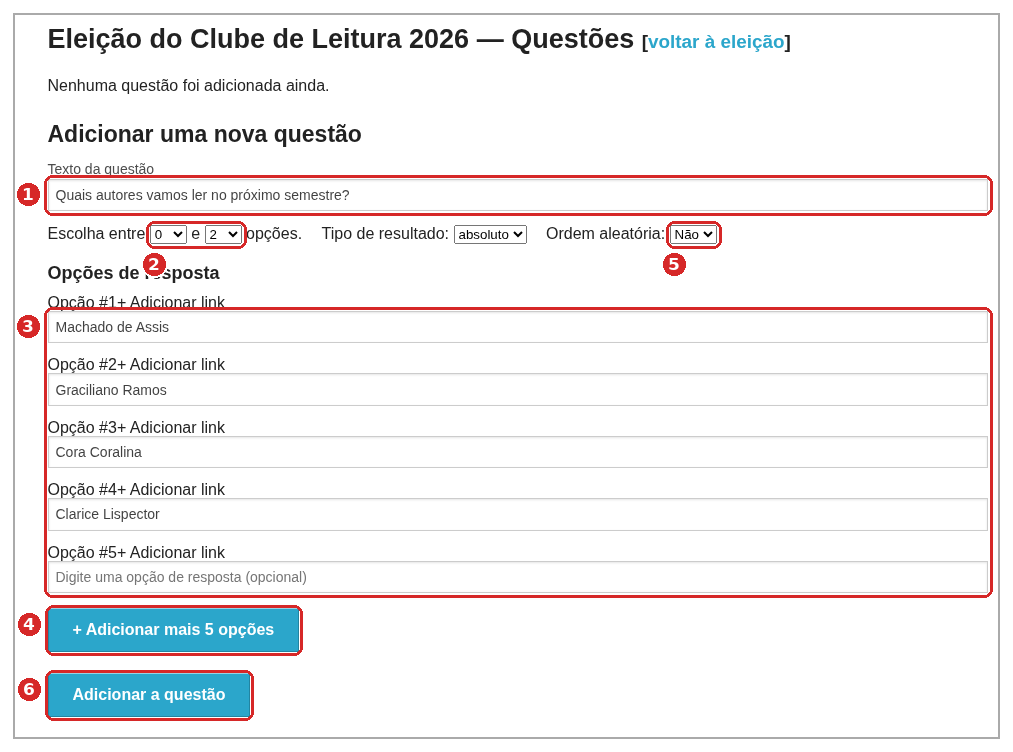 Eleição do Clube de Leitura 2026 — Questões [voltar à eleição]
Nenhuma questão foi adicionada ainda.
Adicionar uma nova questão
Texto da questão
1 Quais autores vamos ler no próximo semestre?
Escolha entre 0 e 2 opções. Tipo de resultado: absoluto Ordem aleatória: Não
2 5
Opções de resposta
Opção #1+ Adicionar link
3 Machado de Assis
Opção #2+ Adicionar link
Graciliano Ramos
Opção #3+ Adicionar link
Cora Coralina
Opção #4+ Adicionar link
Clarice Lispector
Opção #5+ Adicionar link
Digite uma opção de resposta (opcional)
4 + Adicionar mais 5 opções
6 Adicionar a questão